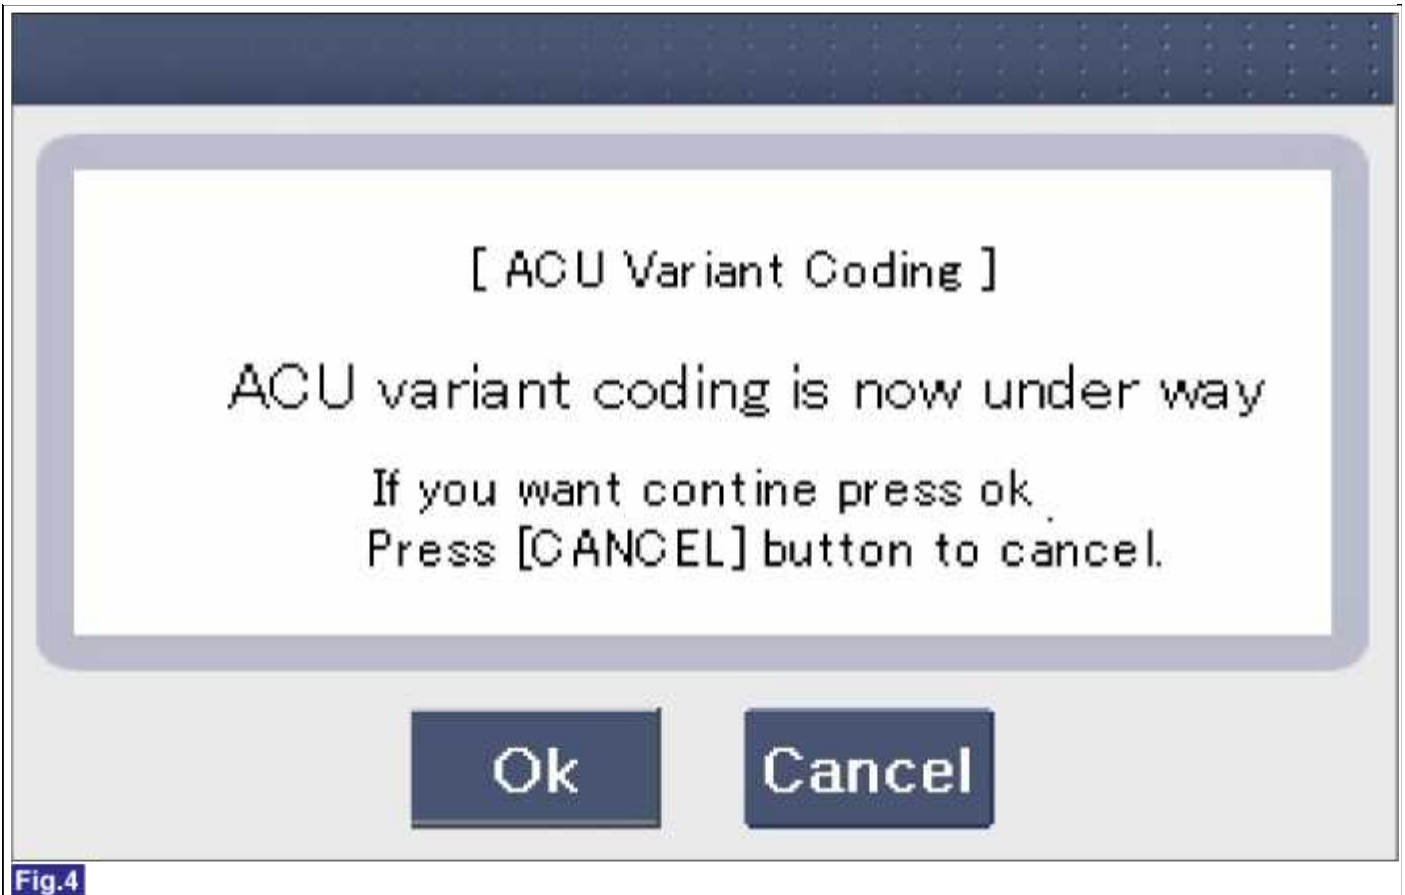 [ ACU Variant Coding ]
ACU variant coding is now under way
If you want contine press ok .
Press [CANCEL] button to cancel.
Ok Cancel
Fig.4